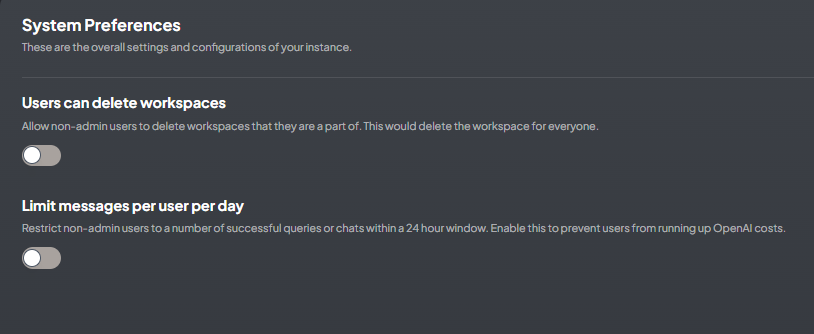 System Preferences
These are the overall settings and configurations of your instance.
Users can delete workspaces
Allow non-admin users to delete workspaces that they are a part of. This would delete the workspace for everyone.
Limit messages per user per day
Restrict non-admin users to a number of successful queries or chats within a 24 hour window. Enable this to prevent users from running up OpenAI costs.